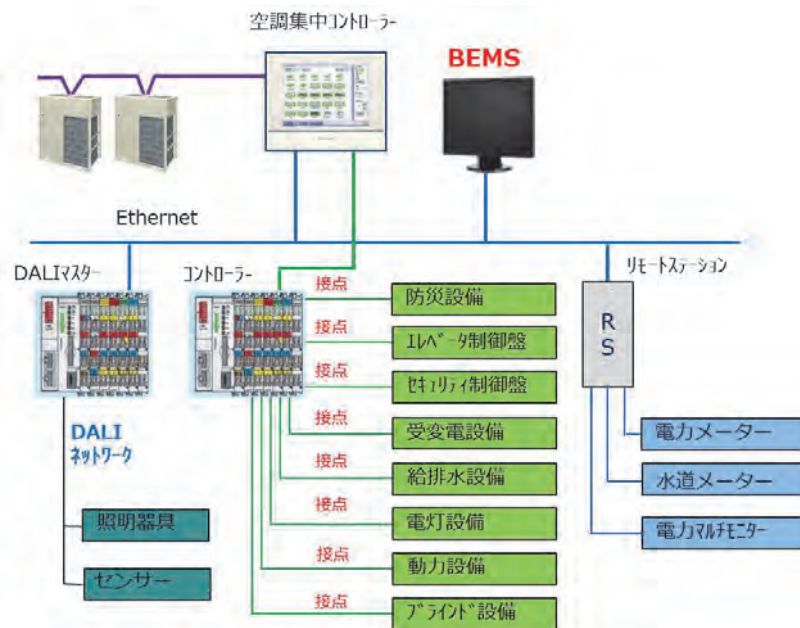 空調集中ｺﾝﾄﾛｰﾗｰ
BEMS
Ethernet
DALIﾏｽﾀｰ
ｺﾝﾄﾛｰﾗｰ
ﾘﾓｰﾄｽﾃｰｼｮﾝ
接点
防災設備
接点
ｴﾚﾍﾞｰﾀ制御盤
接点
ｾｷｭﾘﾃｨ制御盤
接点
受変電設備
接点
給排水設備
接点
電灯設備
接点
動力設備
接点
ﾌﾞﾗｲﾝﾄﾞ設備
R
S
電力メーター
水道メーター
電力ﾏﾙﾁﾓﾆﾀｰ
DALI
ﾈｯﾄﾜｰｸ
照明器具
センサー